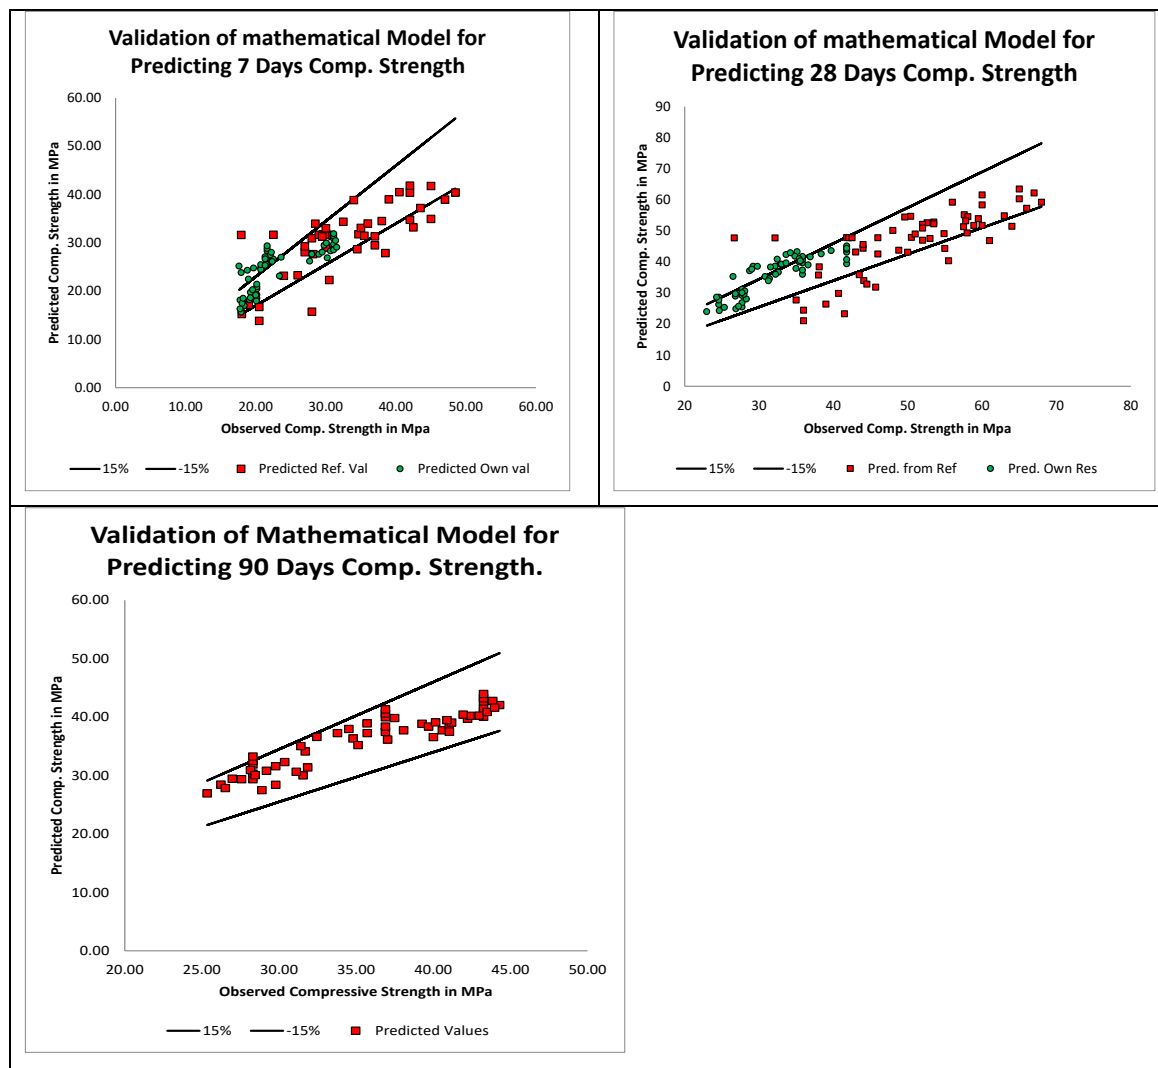 Validation of mathematical Model for
Predicting 7 Days Comp. Strength
Predicted Comp. Strength in MPa
60.00
50.00
40.00
30.00
20.00
10.00
0.00
0.00 10.00 20.00 30.00 40.00 50.00 60.00
Observed Comp. Strength in Mpa
15% -15% Predicted Ref. Val Predicted Own val
Validation of mathematical Model for
Predicting 28 Days Comp. Strength
Predicted Comp. Strength in MPa
90
80
70
60
50
40
30
20
10
0
20 30 40 50 60 70 80
Observed Comp. Strength in Mpa
15% -15% Pred. from Ref Pred. Own Res
Validation of Mathematical Model for
Predicting 90 Days Comp. Strength.
Predicted Comp. Strength in MPa
60.00
50.00
40.00
30.00
20.00
10.00
0.00
20.00 25.00 30.00 35.00 40.00 45.00 50.00
Observed Compressive Strength in MPa
15% -15% Predicted Values